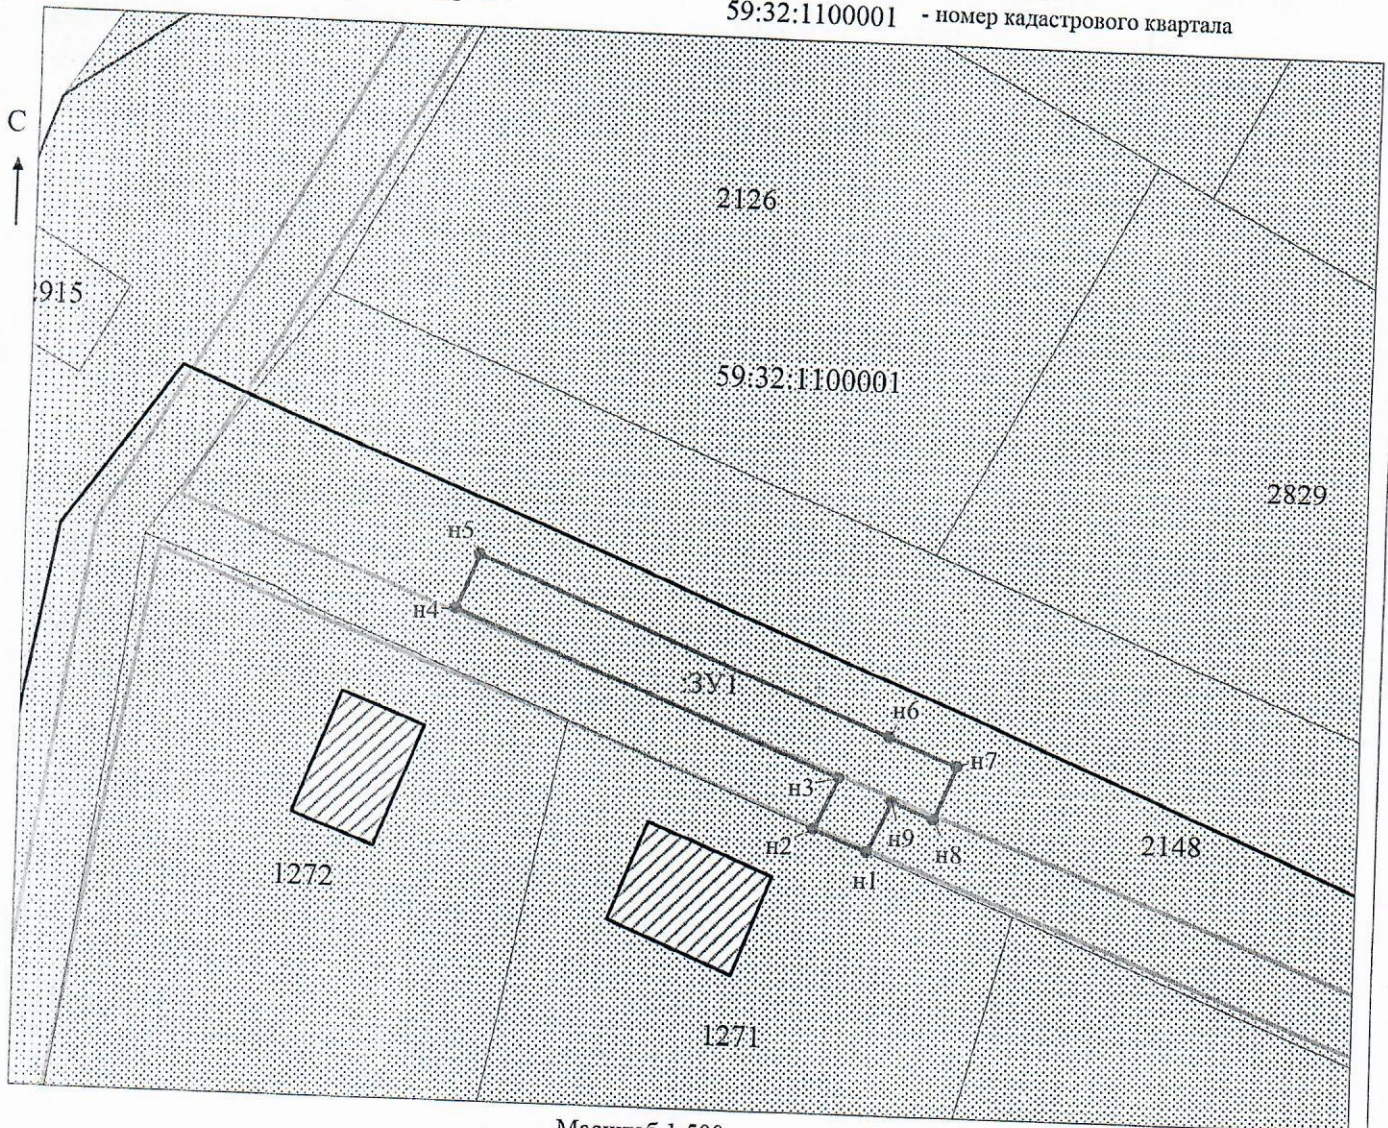 59:32:1100001 - номер кадастрового квартала
С
2126
2915
59:32:1100001
2829
н5
н4
:ЗУ1
н6
н7
н3
н2
н9
н8
н1
2148
1272
1271